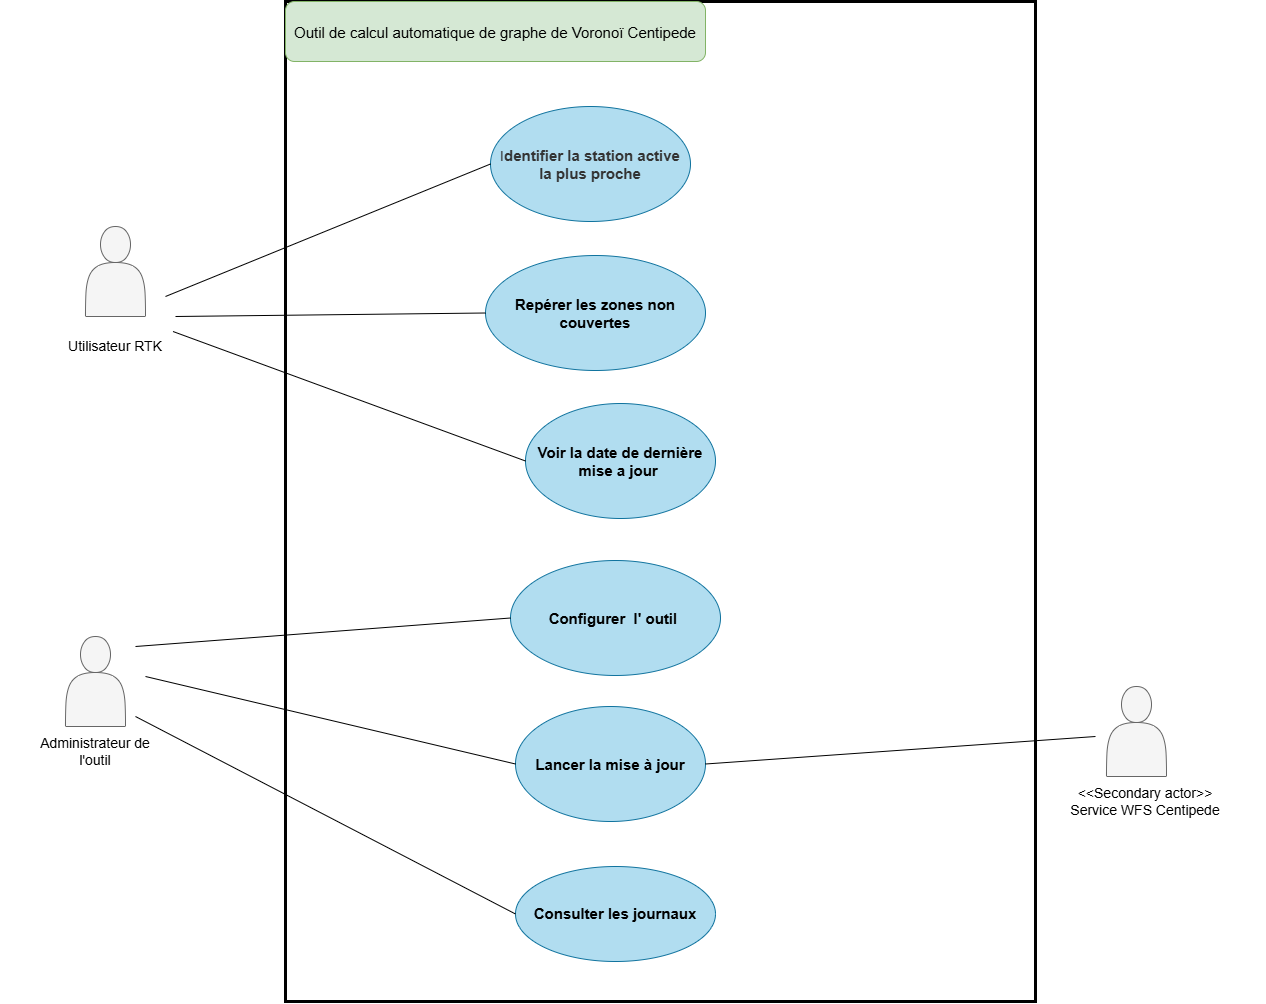 Outil de calcul automatique de graphe de Voronoï Centipede
Identifier la station active
la plus proche
Repérer les zones non
couvertes
Utilisateur RTK
Voir la date de dernière
mise a jour
Configurer  l' outil
Administrateur de
l'outil
Lancer la mise à jour
<<Secondary actor>>
Service WFS Centipede
Consulter les journaux